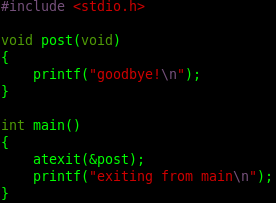 #include <stdio.h>
void post(void)
{
    printf("goodbye!\n");
}
int main()
{
    atexit(&post);
    printf("exiting from main\n");
}